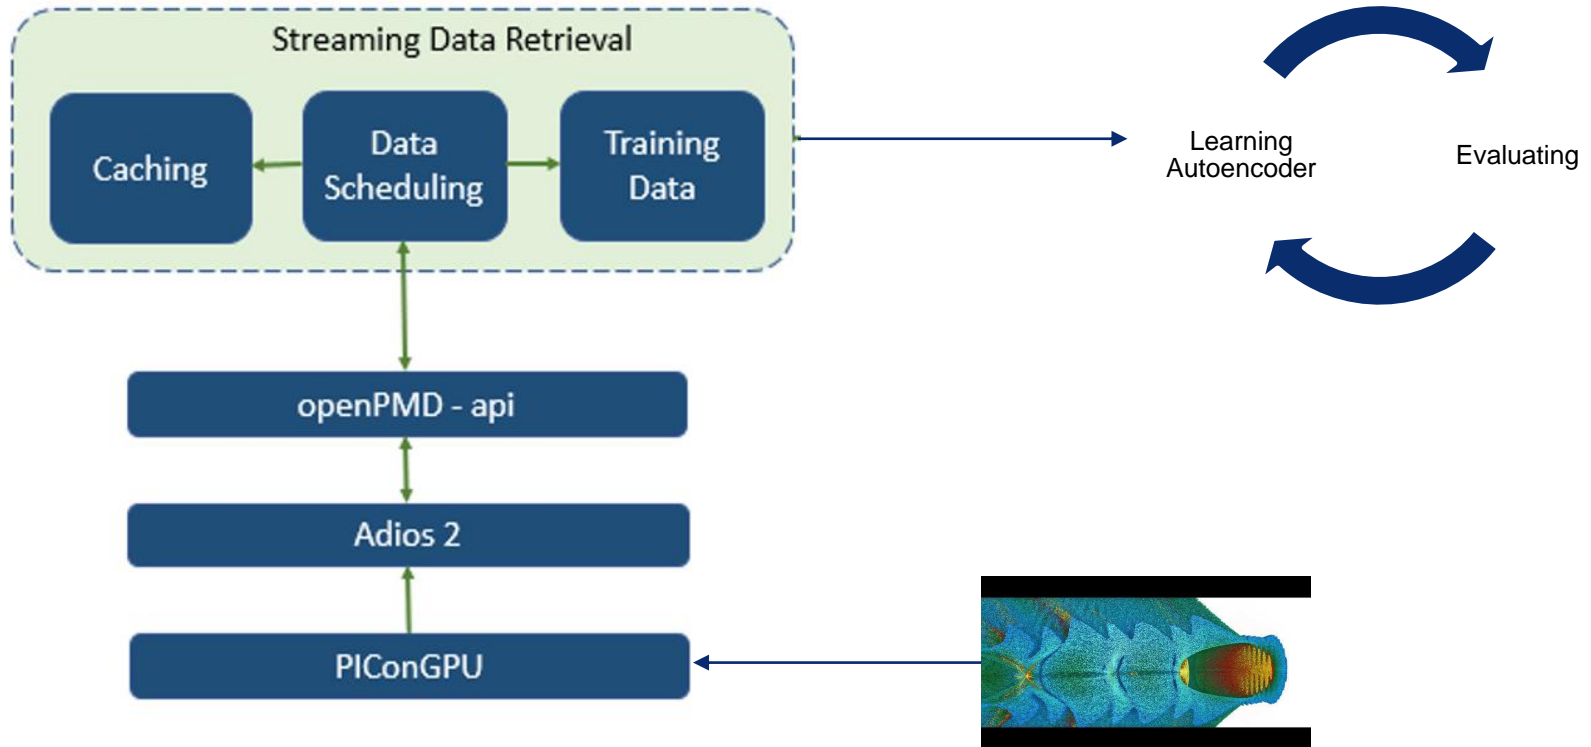 Streaming Data Retrieval
Caching
Data
Scheduling
Training
Data
Learning
Autoencoder
Evaluating
openPMD - api
Adios 2
PIConGPU